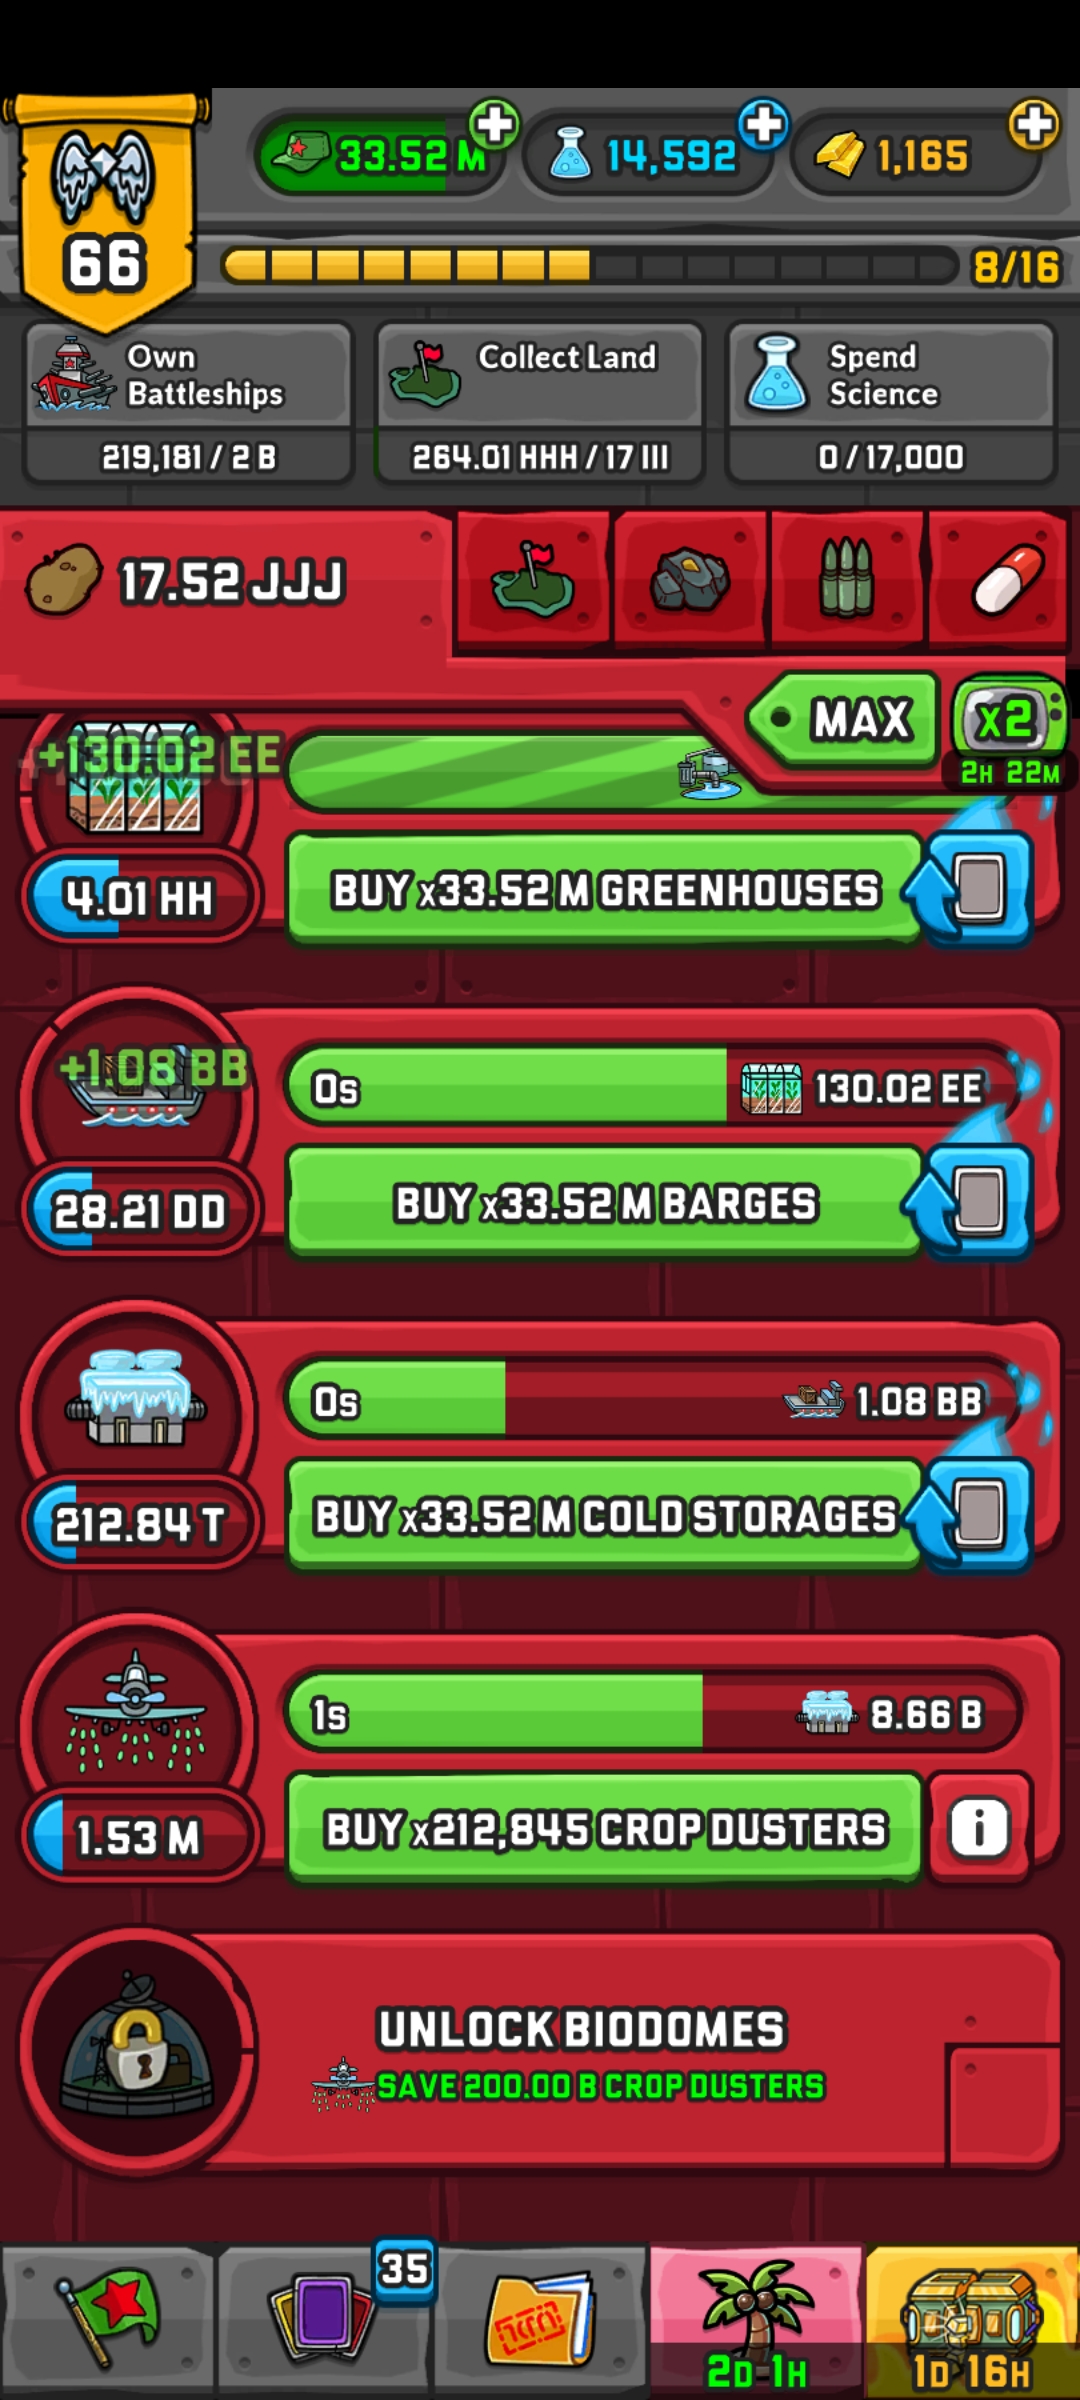 33.52 M
14,592
1,165
66
8/16
Own
Battleships
219,181 / 2 B
Collect Land
264.01 HHH / 17 III
Spend
Science
0 / 17,000
17.52 JJJ
MAX
x2
2H 22M
+130.02 EE
4.01 HH
BUY x33.52 M GREENHOUSES
+1.08 BB
0s
130.02 EE
28.21 DD
BUY x33.52 M BARGES
0s
1.08 BB
212.84 T
BUY x33.52 M COLD STORAGES
1s
8.66 B
1.53 M
BUY x212,845 CROP DUSTERS
i
UNLOCK BIODOMES
SAVE 200.00 B CROP DUSTERS
35
2D 1H
1D 16H